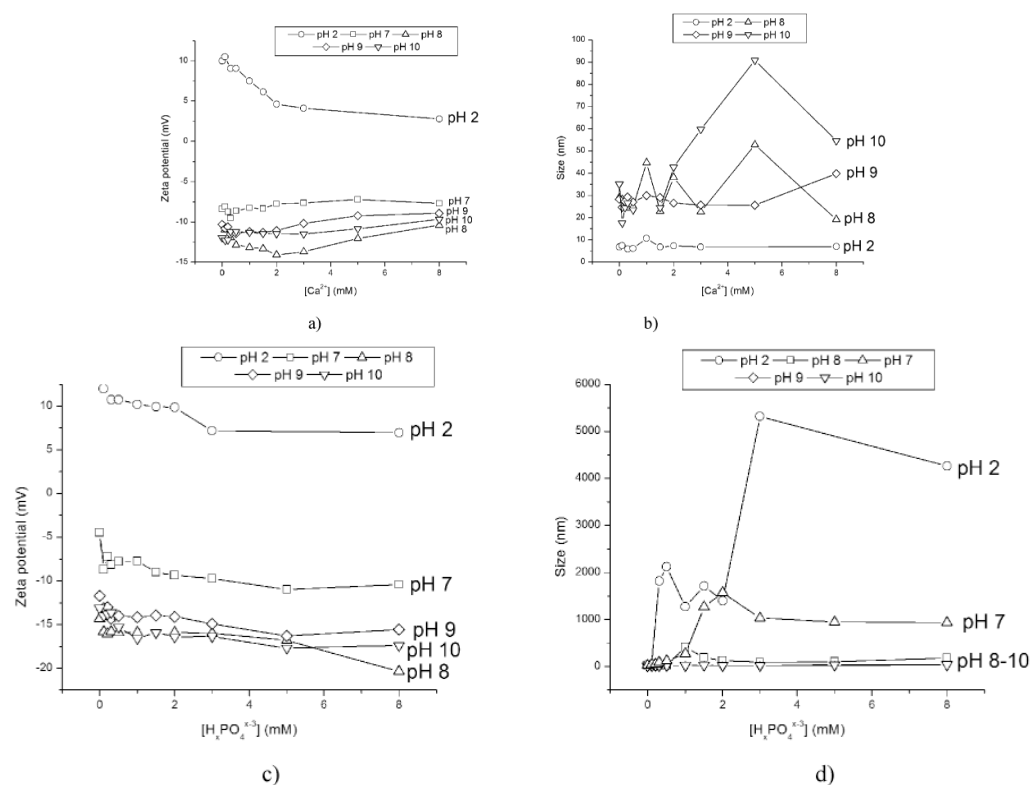 pH 2 pH 7 pH 8
pH 9 pH 10
10
5
0
-5
-10
-15
Zeta potential (mV)
pH 2
pH 7
pH 9
pH 10
pH 8
0 2 4 6 8
[Ca²⁺] (mM)
a)
pH 2 pH 8
pH 9 pH 10
100
90
80
70
60
50
40
30
20
10
0
Size (nm)
pH 10
pH 9
pH 8
pH 2
0 2 4 6 8
[Ca²⁺] (mM)
b)
pH 2 pH 7 pH 8
pH 9 pH 10
10
5
0
-5
-10
-15
-20
Zeta potential (mV)
pH 2
pH 7
pH 9
pH 10
pH 8
0 2 4 6 8
[HₓPO₄ˣ⁻³] (mM)
c)
pH 2 pH 8 pH 7
pH 9 pH 10
6000
5000
4000
3000
2000
1000
0
Size (nm)
pH 2
pH 7
pH 8-10
0 2 4 6 8
[HₓPO₄ˣ⁻³] (mM)
d)